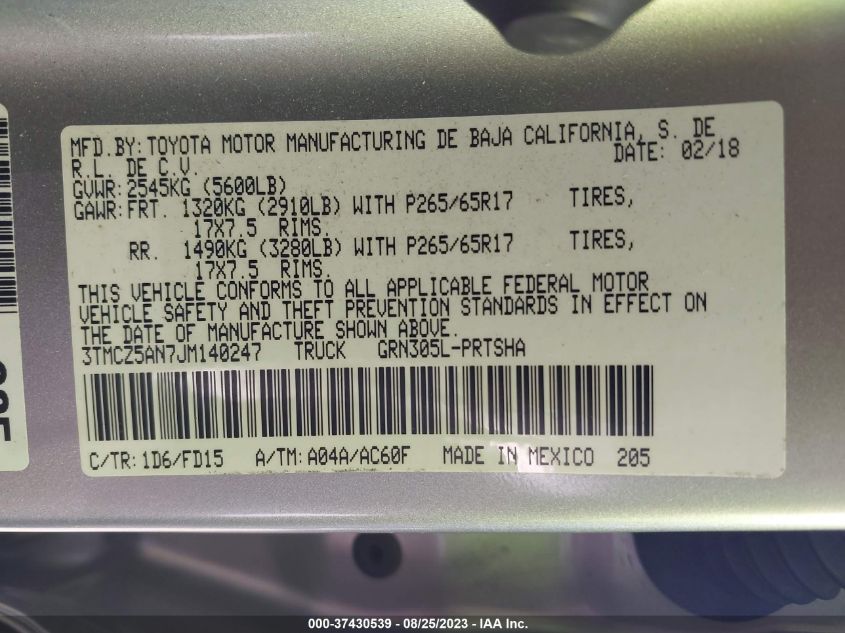 MFD.BY: TOYOTA MOTOR MANUFACTURING DE BAJA CALIFORNIA, S. DE
R.L. DE C.V. DATE: 02/18
GVWR: 2545KG (5600LB)
GAWR: FRT. 1320KG (2910LB) WITH P265/65R17 TIRES,
17X7.5 RIMS.
RR. 1490KG (3280LB) WITH P265/65R17 TIRES,
17X7.5 RIMS.
THIS VEHICLE CONFORMS TO ALL APPLICABLE FEDERAL MOTOR
VEHICLE SAFETY AND THEFT PREVENTION STANDARDS IN EFFECT ON
THE DATE OF MANUFACTURE SHOWN ABOVE.
3TMCZ5AN7JM140247 TRUCK GRN305L-PRTSHA
C/TR: 1D6/FD15 A/TM: A04A/AC60F MADE IN MEXICO 205
000-37430539 - 08/25/2023 - IAA Inc.